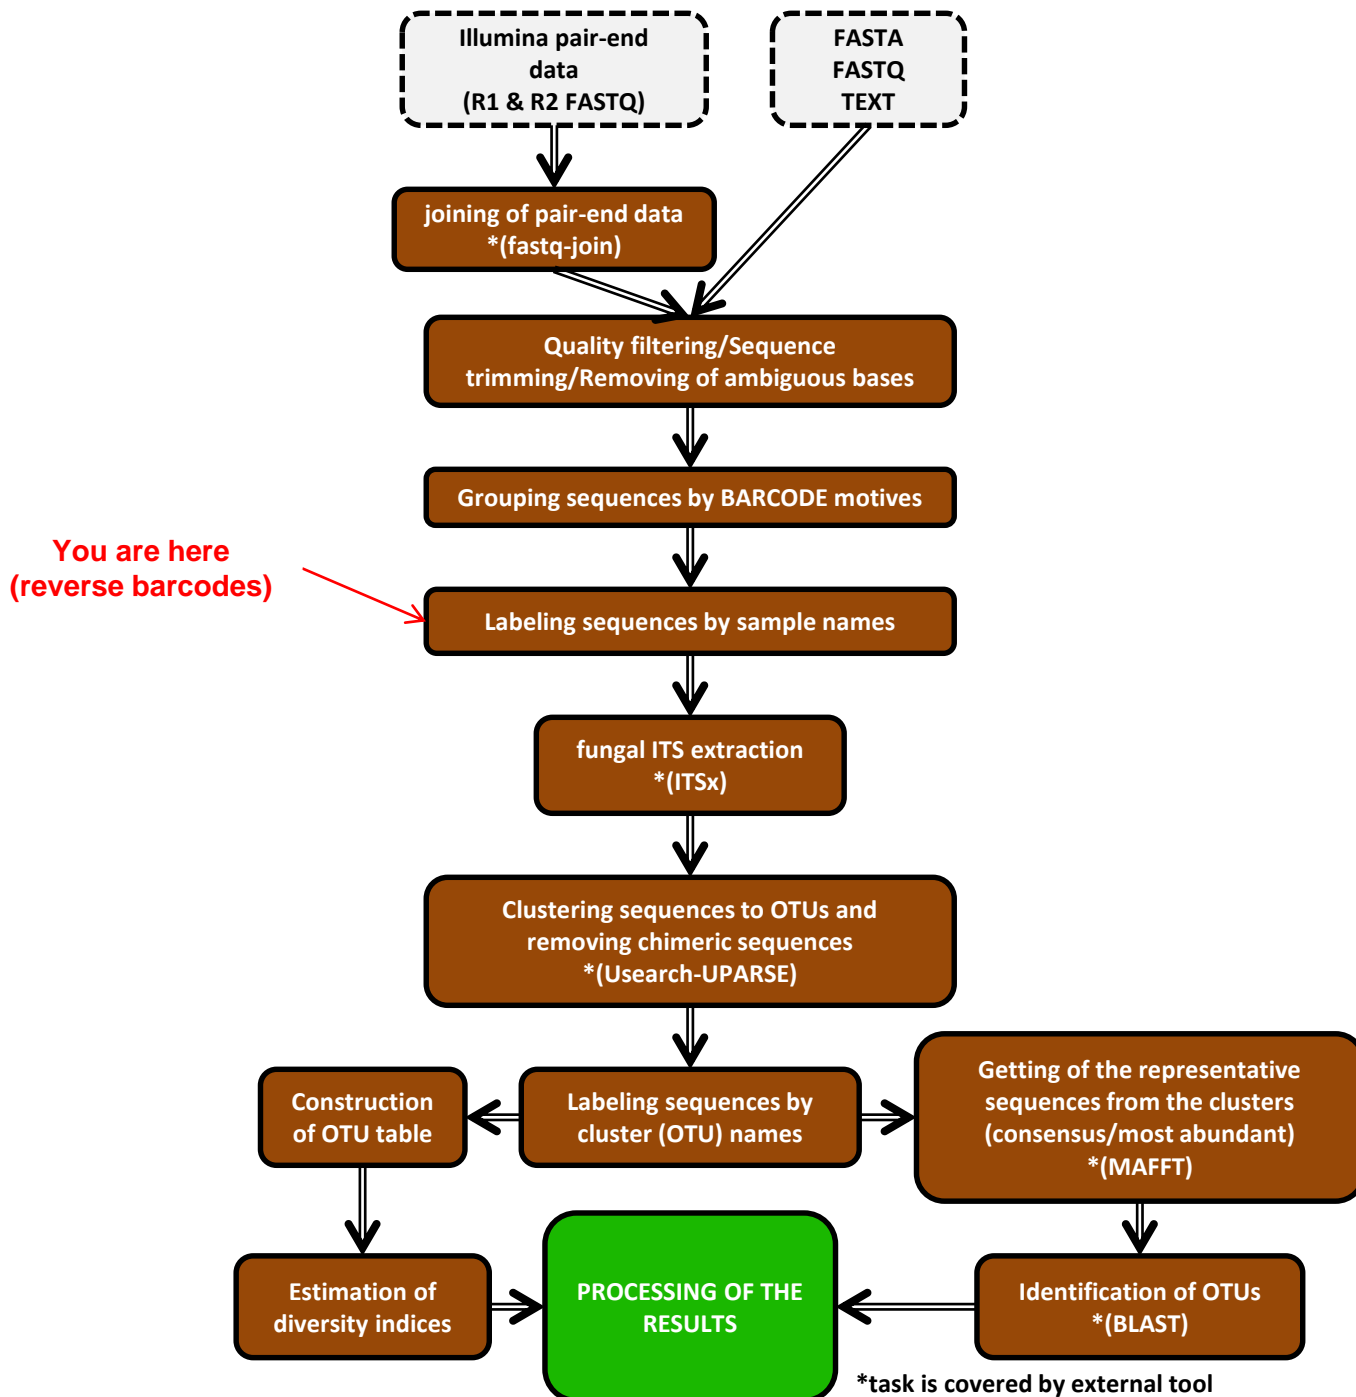 Illumina pair-end
data
(R1 & R2 FASTQ)
FASTA
FASTQ
TEXT
joining of pair-end data
*(fastq-join)
Quality filtering/Sequence
trimming/Removing of ambiguous bases
Grouping sequences by BARCODE motives
You are here
(reverse barcodes)
Labeling sequences by sample names
fungal ITS extraction
*(ITSx)
Clustering sequences to OTUs and
removing chimeric sequences
*(Usearch-UPARSE)
Construction
of OTU table
Labeling sequences by
cluster (OTU) names
Getting of the representative
sequences from the clusters
(consensus/most abundant)
*(MAFFT)
Estimation of
diversity indices
PROCESSING OF THE
RESULTS
Identification of OTUs
*(BLAST)
*task is covered by external tool